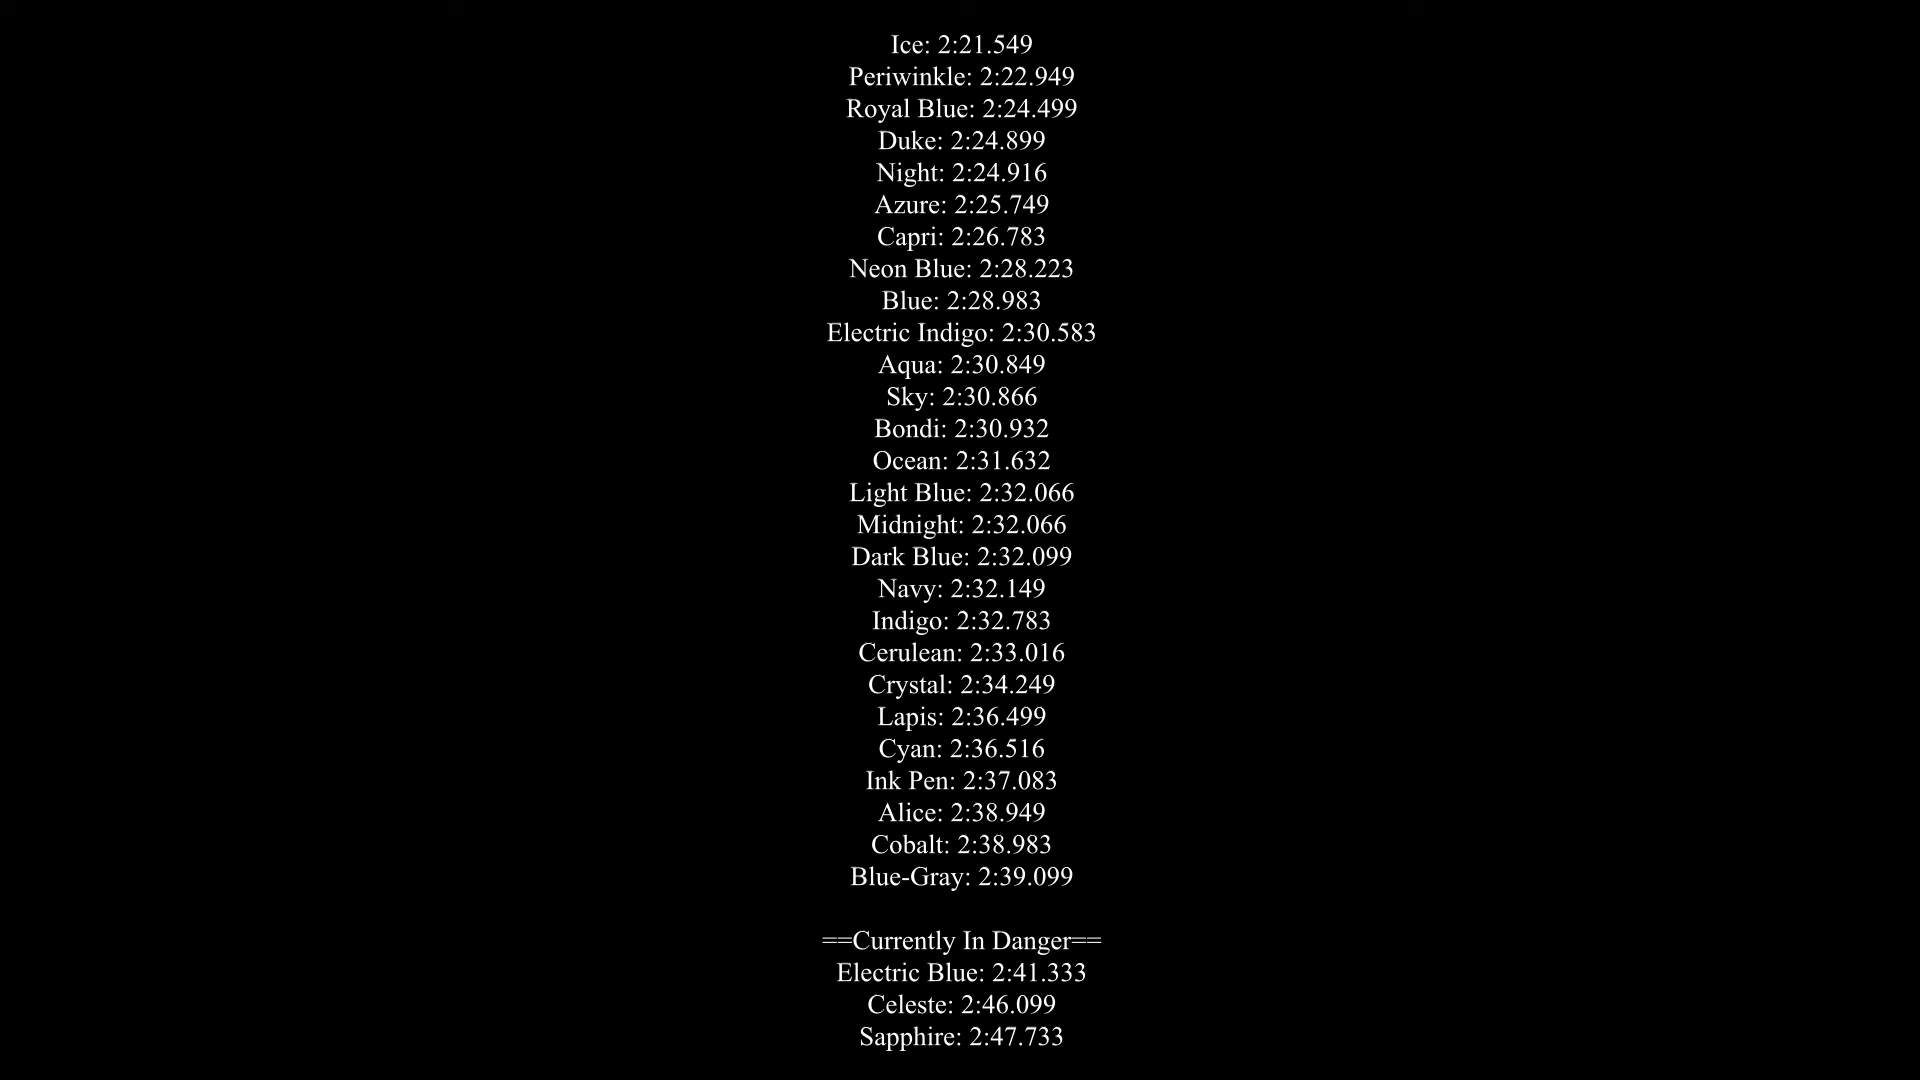 Ice: 2:21.549
Periwinkle: 2:22.949
Royal Blue: 2:24.499
Duke: 2:24.899
Night: 2:24.916
Azure: 2:25.749
Capri: 2:26.783
Neon Blue: 2:28.223
Blue: 2:28.983
Electric Indigo: 2:30.583
Aqua: 2:30.849
Sky: 2:30.866
Bondi: 2:30.932
Ocean: 2:31.632
Light Blue: 2:32.066
Midnight: 2:32.066
Dark Blue: 2:32.099
Navy: 2:32.149
Indigo: 2:32.783
Cerulean: 2:33.016
Crystal: 2:34.249
Lapis: 2:36.499
Cyan: 2:36.516
Ink Pen: 2:37.083
Alice: 2:38.949
Cobalt: 2:38.983
Blue-Gray: 2:39.099
==Currently In Danger==
Electric Blue: 2:41.333
Celeste: 2:46.099
Sapphire: 2:47.733